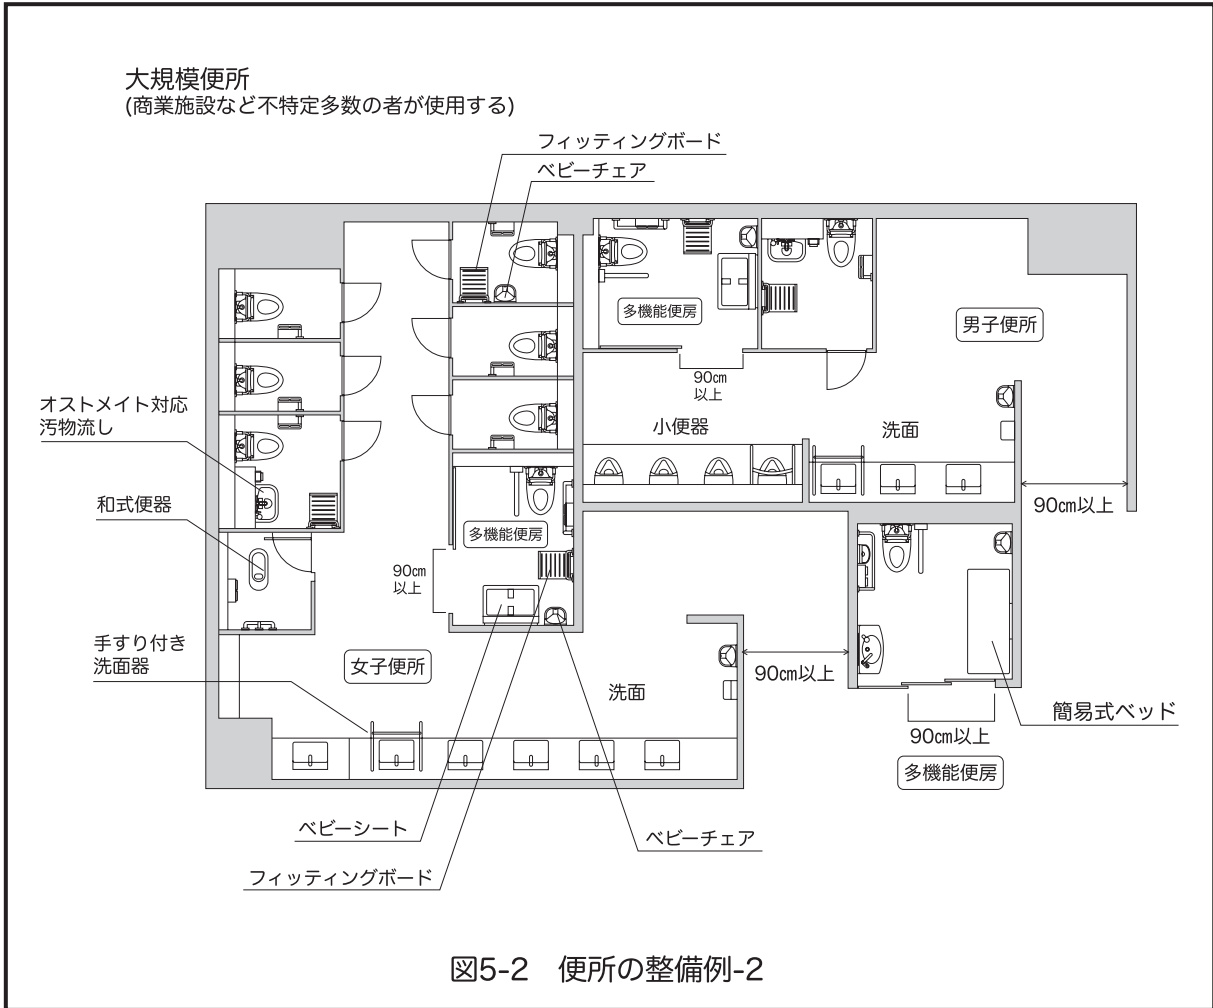 大規模便所
(商業施設など不特定多数の者が使用する)
フィッティングボード
ベビーチェア
多機能便房
男子便所
90㎝
以上
オストメイト対応
汚物流し
小便器
洗面
和式便器
90㎝以上
多機能便房
90㎝
以上
手すり付き
洗面器
女子便所
洗面
90㎝以上
簡易式ベッド
90㎝以上
多機能便房
ベビーシート
ベビーチェア
フィッティングボード
図5-2 便所の整備例-2